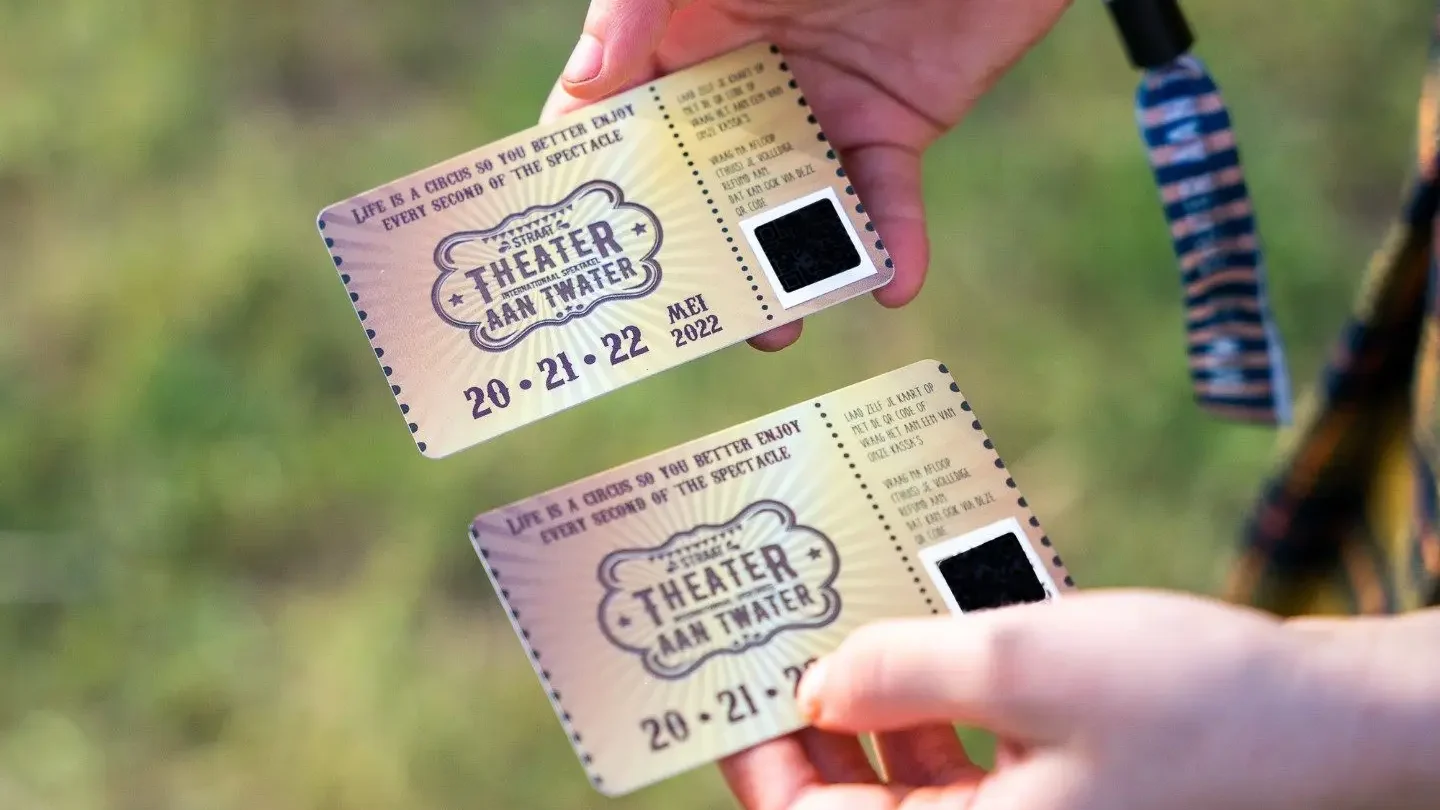 LIFE IS A CIRCUS SO YOU BETTER ENJOY
EVERY SECOND OF THE SPECTACLE
STRAAT
THEATER
INTERNATIONAAL SPEKTAKEL
AAN TWATER
20 • 21 • 22
MEI
2022
LAAD ZELF JE KAART OP
MET DE QR CODE OF
VRAAG HET AAN EEN VAN
ONZE KASSA'S
VRAAG NA AFLOOP
(THUIS) JE VOLLEDIGE
REFUND AAN.
DAT KAN OOK VIA DEZE
QR CODE
LIFE IS A CIRCUS SO YOU BETTER ENJOY
EVERY SECOND OF THE SPECTACLE
STRAAT
THEATER
AAN TWATER
20 • 21 • 22
LAAD ZELF JE KAART OP
MET DE QR CODE OF
VRAAG HET AAN EEN VAN
ONZE KASSA'S
VRAAG NA AFLOOP
(THUIS) JE VOLLEDIGE
REFUND AAN.
DAT KAN OOK VIA DEZE
QR CODE